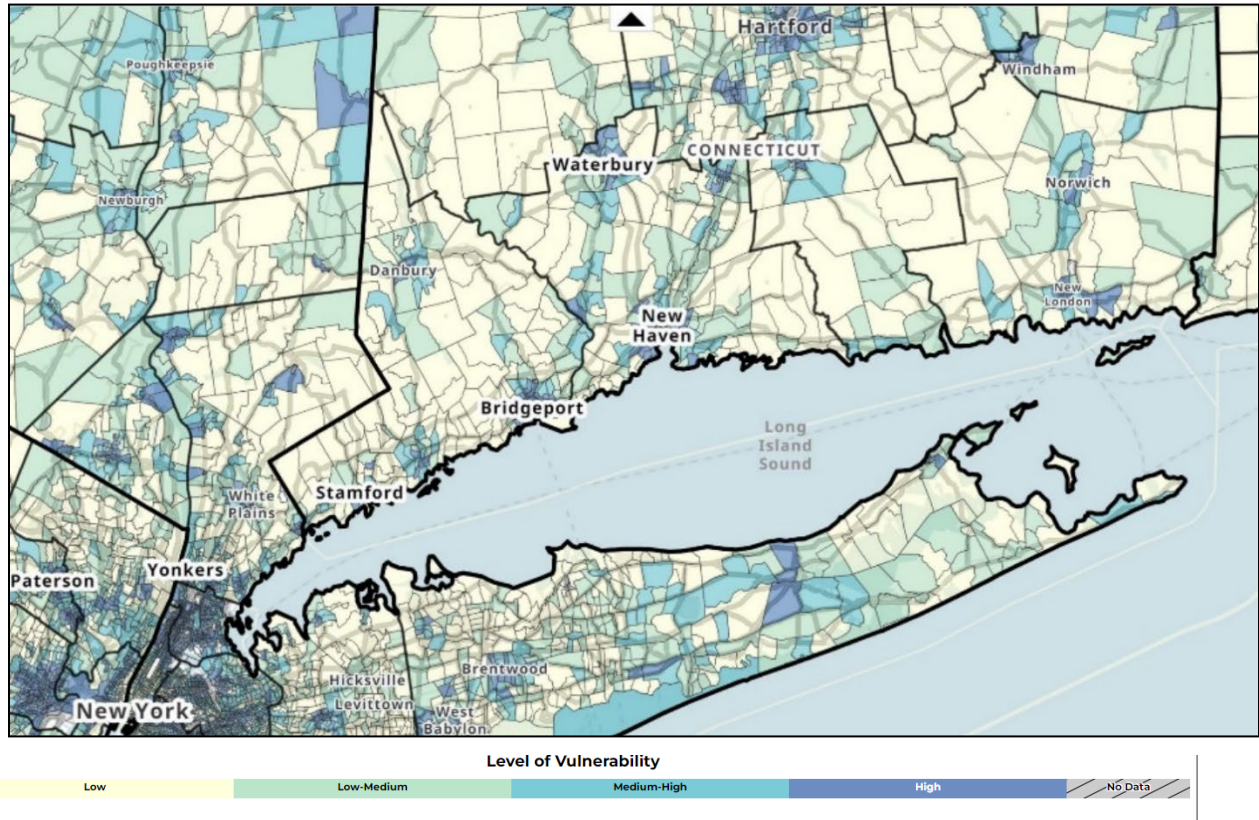 Hartford
Poughkeepsie
Windham
Waterbury
CONNECTICUT
Norwich
Newburgh
Danbury
New
London
New
Haven
Bridgeport
Long
Island
Sound
Stamford
White
Plains
Yonkers
Paterson
Brentwood
Hicksville
Levittown
New York
West
Babylon
Level of Vulnerability
Low
Low-Medium
Medium-High
High
No Data